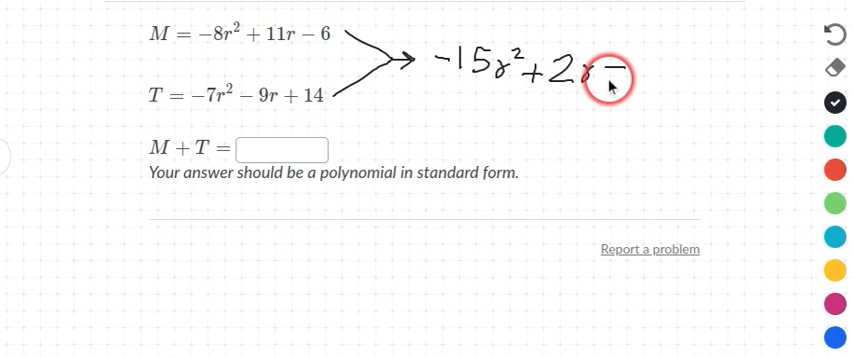 M = −8r² + 11r − 6
-15r² + 2r -
T = −7r² − 9r + 14
M + T =
Your answer should be a polynomial in standard form.
Report a problem